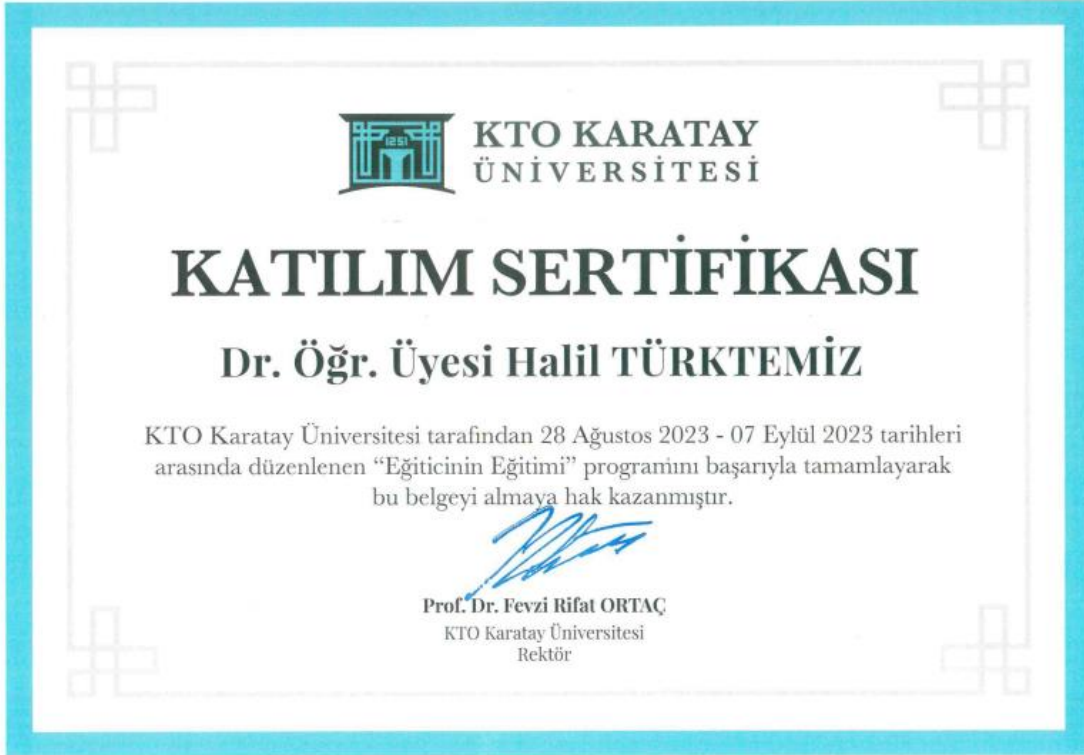 1251
KTO KARATAY
ÜNİVERSİTESİ
KATILIM SERTİFİKASI
Dr. Öğr. Üyesi Halil TÜRKTEMİZ
KTO Karatay Üniversitesi tarafından 28 Ağustos 2023 - 07 Eylül 2023 tarihleri
arasında düzenlenen “Eğiticinin Eğitimi” programını başarıyla tamamlayarak
bu belgeyi almaya hak kazanmıştır.
Prof. Dr. Fevzi Rifat ORTAÇ
KTO Karatay Üniversitesi
Rektör